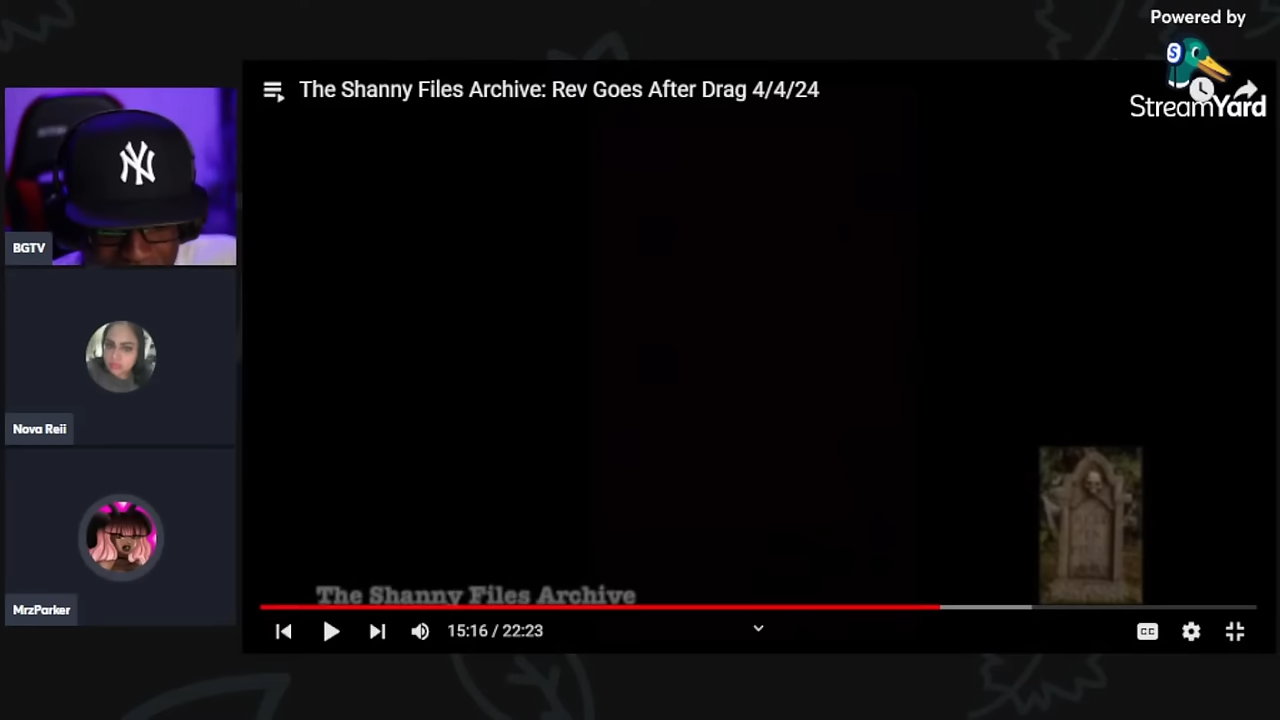 Powered by
StreamYard
The Shanny Files Archive: Rev Goes After Drag 4/4/24
NY
BGTV
Nova Reii
MrzParker
The Shanny Files Archive
15:16 / 22:23
CC